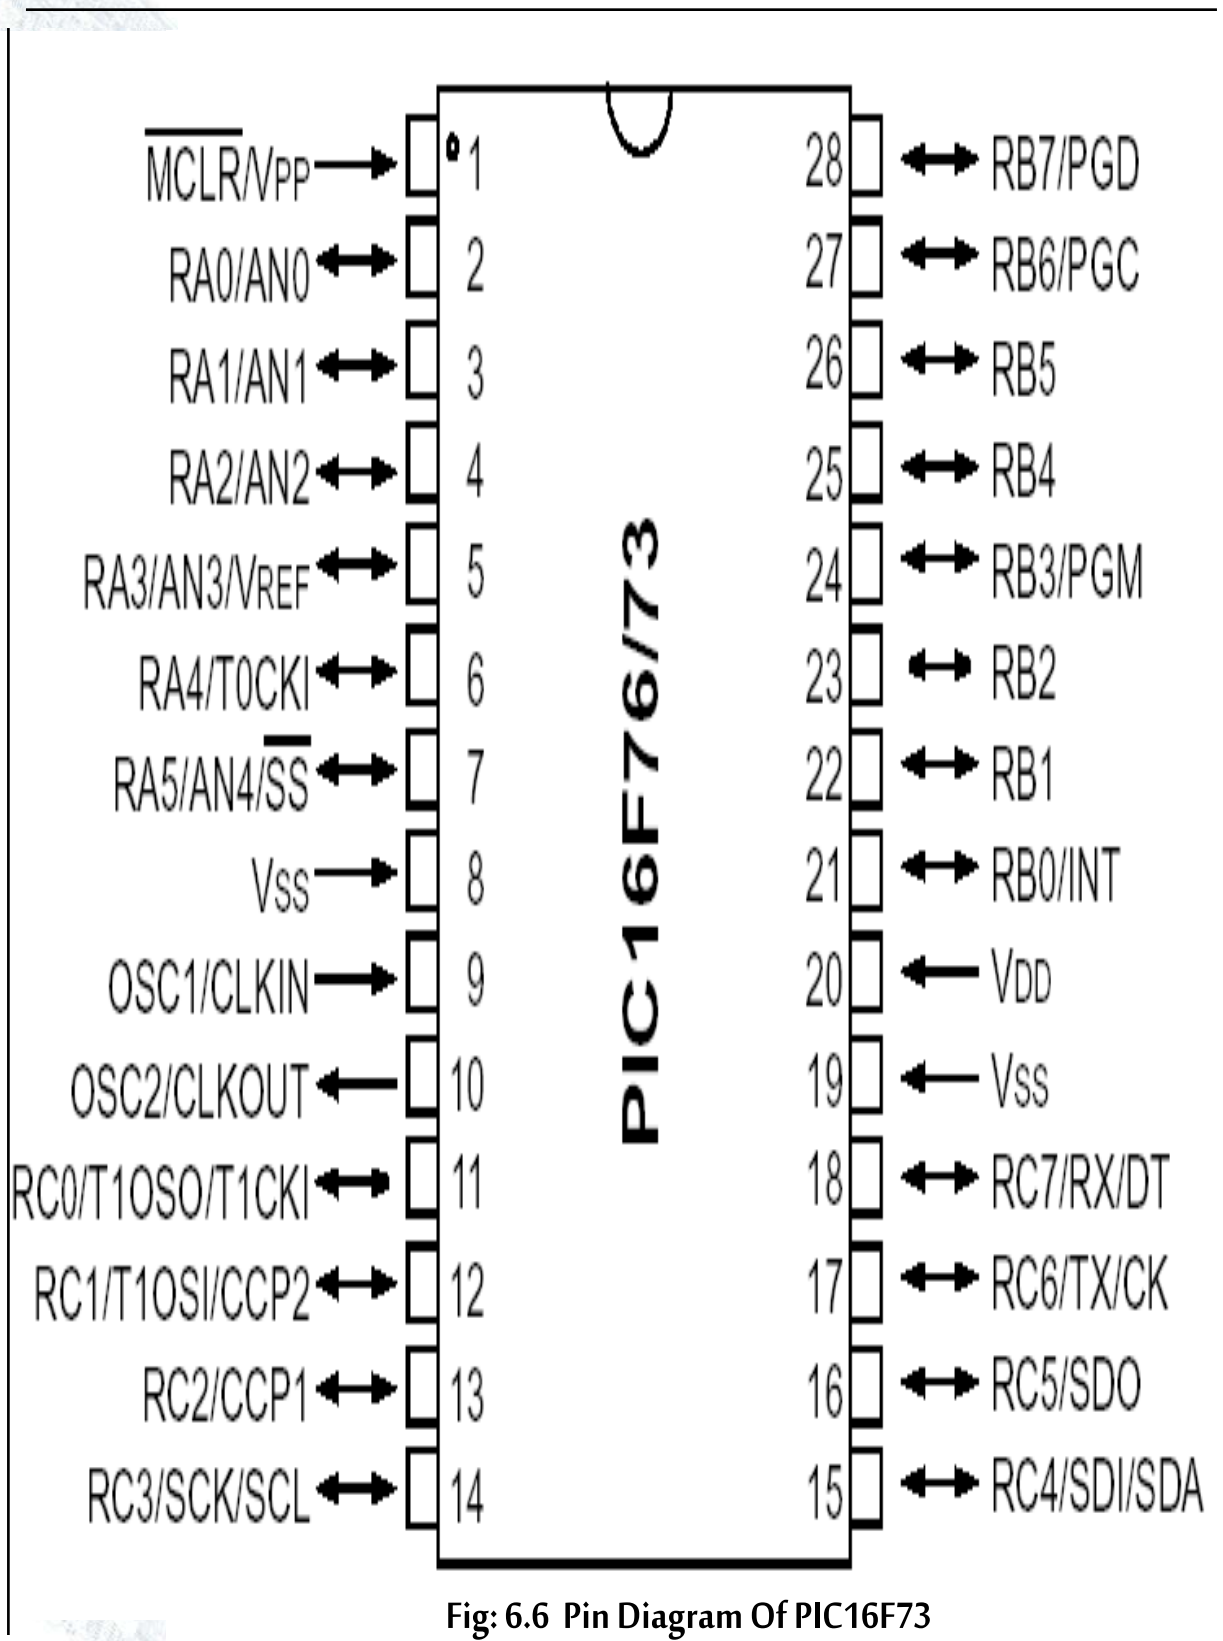 MCLR/VPP 1 28 RB7/PGD
RA0/AN0 2 27 RB6/PGC
RA1/AN1 3 26 RB5
RA2/AN2 4 25 RB4
RA3/AN3/VREF 5 24 RB3/PGM
RA4/T0CKI 6 23 RB2
RA5/AN4/SS 7 22 RB1
VSS 8 21 RB0/INT
OSC1/CLKIN 9 20 VDD
OSC2/CLKOUT 10 19 VSS
RC0/T1OSO/T1CKI 11 18 RC7/RX/DT
RC1/T1OSI/CCP2 12 17 RC6/TX/CK
RC2/CCP1 13 16 RC5/SDO
RC3/SCK/SCL 14 15 RC4/SDI/SDA
PIC16F76/73
Fig: 6.6 Pin Diagram Of PIC16F73